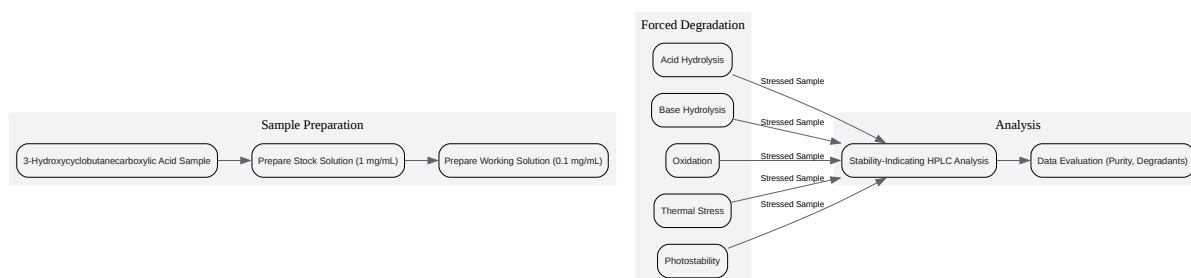 Sample Preparation
3-Hydroxycyclobutanecarboxylic Acid Sample
Prepare Stock Solution (1 mg/mL)
Prepare Working Solution (0.1 mg/mL)
Forced Degradation
Acid Hydrolysis
Base Hydrolysis
Oxidation
Thermal Stress
Photostability
Stressed Sample
Stressed Sample
Stressed Sample
Stressed Sample
Stressed Sample
Analysis
Stability-Indicating HPLC Analysis
Data Evaluation (Purity, Degradants)